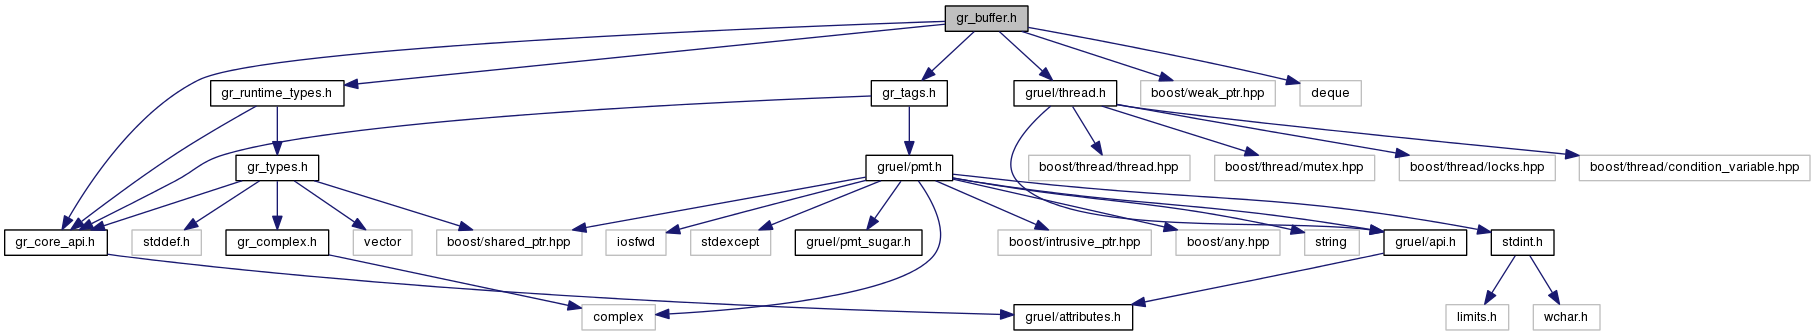 gr_buffer.h
gr_runtime_types.h
gr_tags.h
gruel/thread.h
boost/weak_ptr.hpp
deque
gr_types.h
gruel/pmt.h
boost/thread/thread.hpp
boost/thread/mutex.hpp
boost/thread/locks.hpp
boost/thread/condition_variable.hpp
gr_core_api.h
stddef.h
gr_complex.h
vector
boost/shared_ptr.hpp
iosfwd
stdexcept
gruel/pmt_sugar.h
boost/intrusive_ptr.hpp
boost/any.hpp
string
gruel/api.h
stdint.h
complex
gruel/attributes.h
limits.h
wchar.h